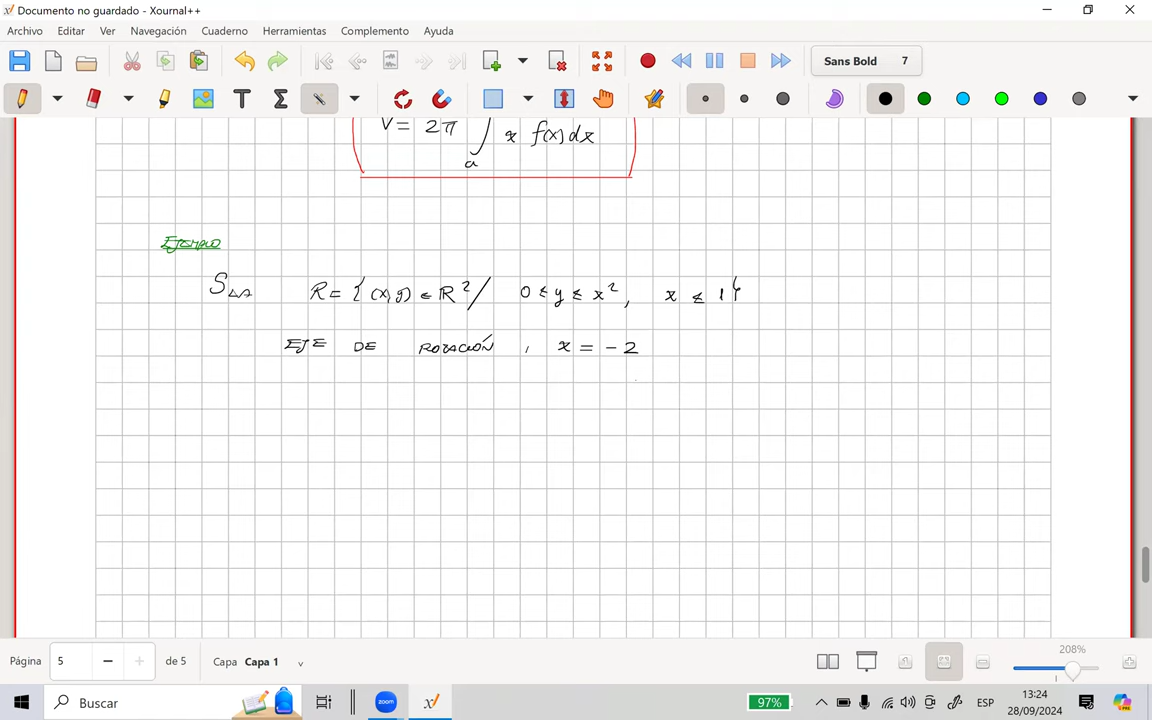 Documento no guardado - Xournal++
Archivo Editar Ver Navegación Cuaderno Herramientas Complemento Ayuda
Sans Bold 7
V = 2π ∫ x f(x) dx
a
EJEMPLO
Sea R = { (x,y) ∈ R² / 0 ≤ y ≤ x², x ≤ 1 }
EJE DE ROTACIÓN , x = -2
Página 5 de 5 Capa Capa 1 208%
Buscar zoom 97% ESP 13:24
28/09/2024